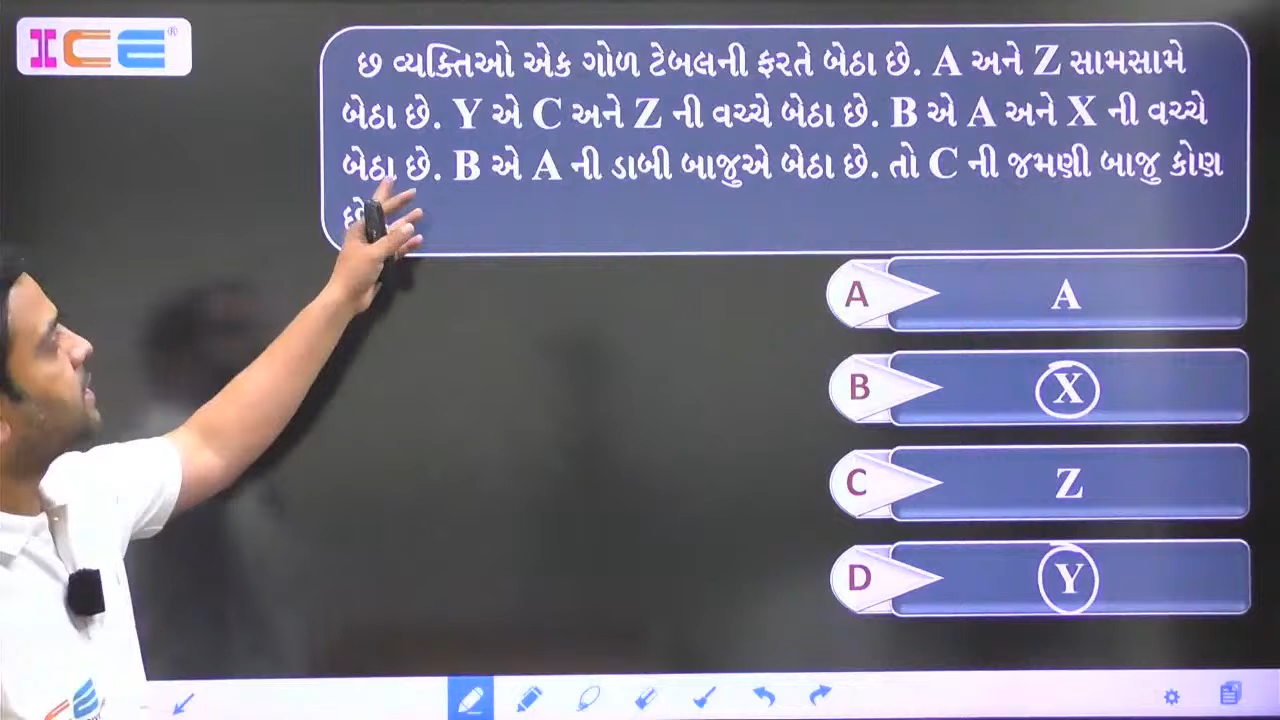 ICE®
છ વ્યક્તિઓ એક ગોળ ટેબલની ફરતે બેઠા છે. A અને Z સામસામે
બેઠા છે. Y એ C અને Z ની વચ્ચે બેઠા છે. B એ A અને X ની વચ્ચે
બેઠા છે. B એ A ની ડાબી બાજુએ બેઠા છે. તો C ની જમણી બાજુ કોણ
A A
B X
C Z
D Y